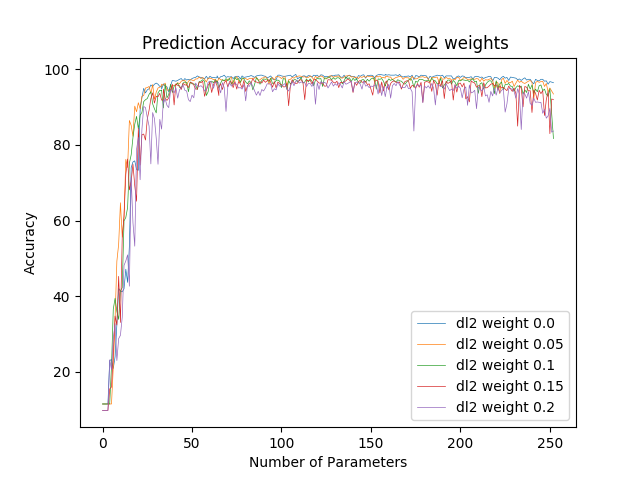 Prediction Accuracy for various DL2 weights
100
80
60
40
20
Accuracy
0
50
100
150
200
250
Number of Parameters
dl2 weight 0.0
dl2 weight 0.05
dl2 weight 0.1
dl2 weight 0.15
dl2 weight 0.2